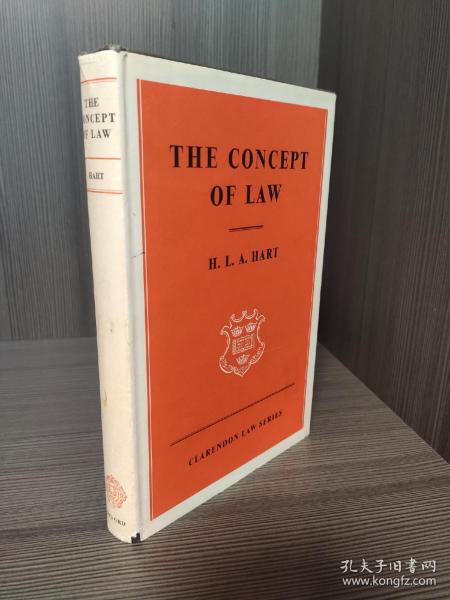 THE
CONCEPT
OF LAW
HART
THE CONCEPT
OF LAW
H. L. A. HART
CLARENDON LAW SERIES
孔夫子旧书网
www.kongfz.com